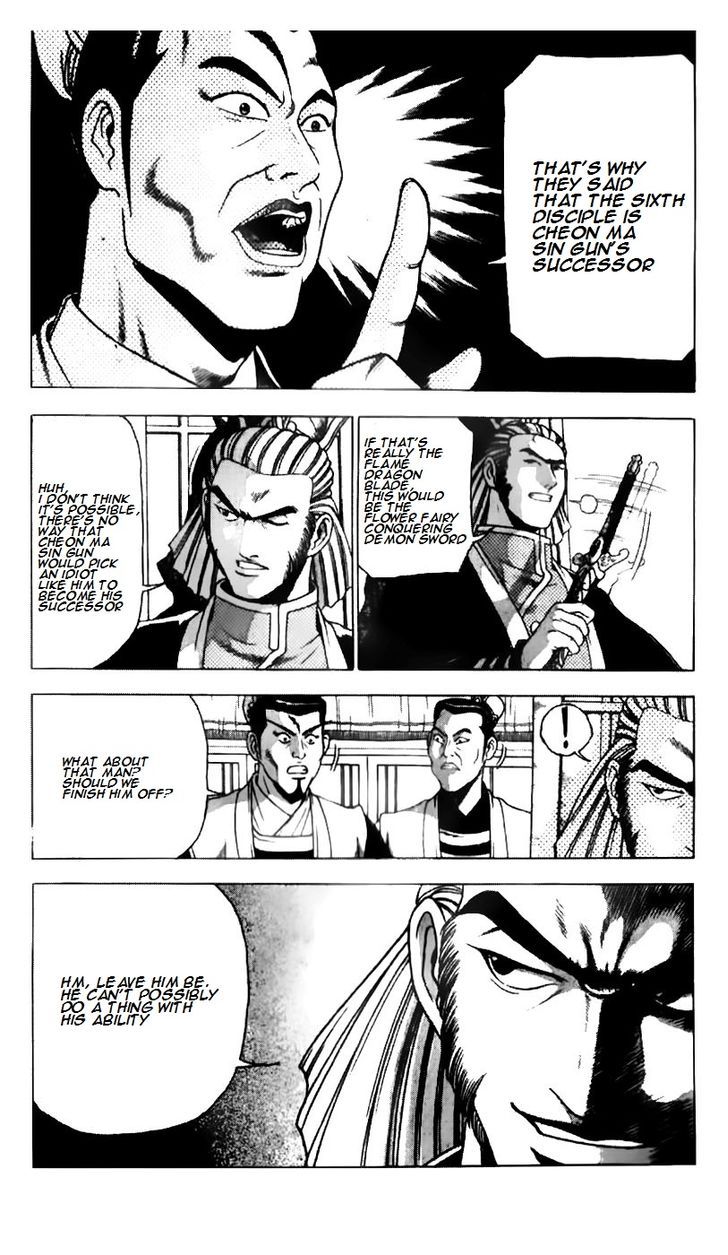 THAT'S WHY
THEY SAID
THAT THE SIXTH
DISCIPLE IS
CHEON MA
SIN GUN'S
SUCCESSOR
HUH,
I DON'T THINK
IT'S POSSIBLE,
THERE'S NO
WAY THAT
CHEON MA
SIN GUN
WOULD PICK
AN IDIOT
LIKE HIM TO
BECOME HIS
SUCCESSOR
IF THAT'S
REALLY THE
FLAME
DRAGON
BLADE,
THIS WOULD
BE THE
FLOWER FAIRY
CONQUERING
DEMON SWORD
WHAT ABOUT
THAT MAN?
SHOULD WE
FINISH HIM OFF?
!
HM, LEAVE HIM BE.
HE CAN'T POSSIBLY
DO A THING WITH
HIS ABILITY